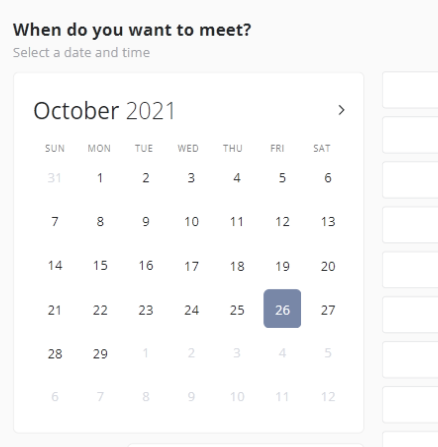 When do you want to meet?
Select a date and time
October 2021
SUN MON TUE WED THU FRI SAT
31 1 2 3 4 5 6
7 8 9 10 11 12 13
14 15 16 17 18 19 20
21 22 23 24 25 26 27
28 29 1 2 3 4 5
6 7 8 9 10 11 12